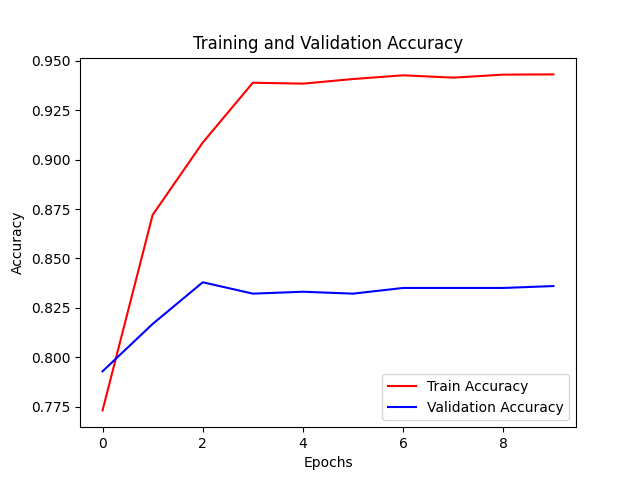 Training and Validation Accuracy
0.950
0.925
0.900
0.875
0.850
0.825
0.800
0.775
Accuracy
Train Accuracy
Validation Accuracy
0 2 4 6 8
Epochs